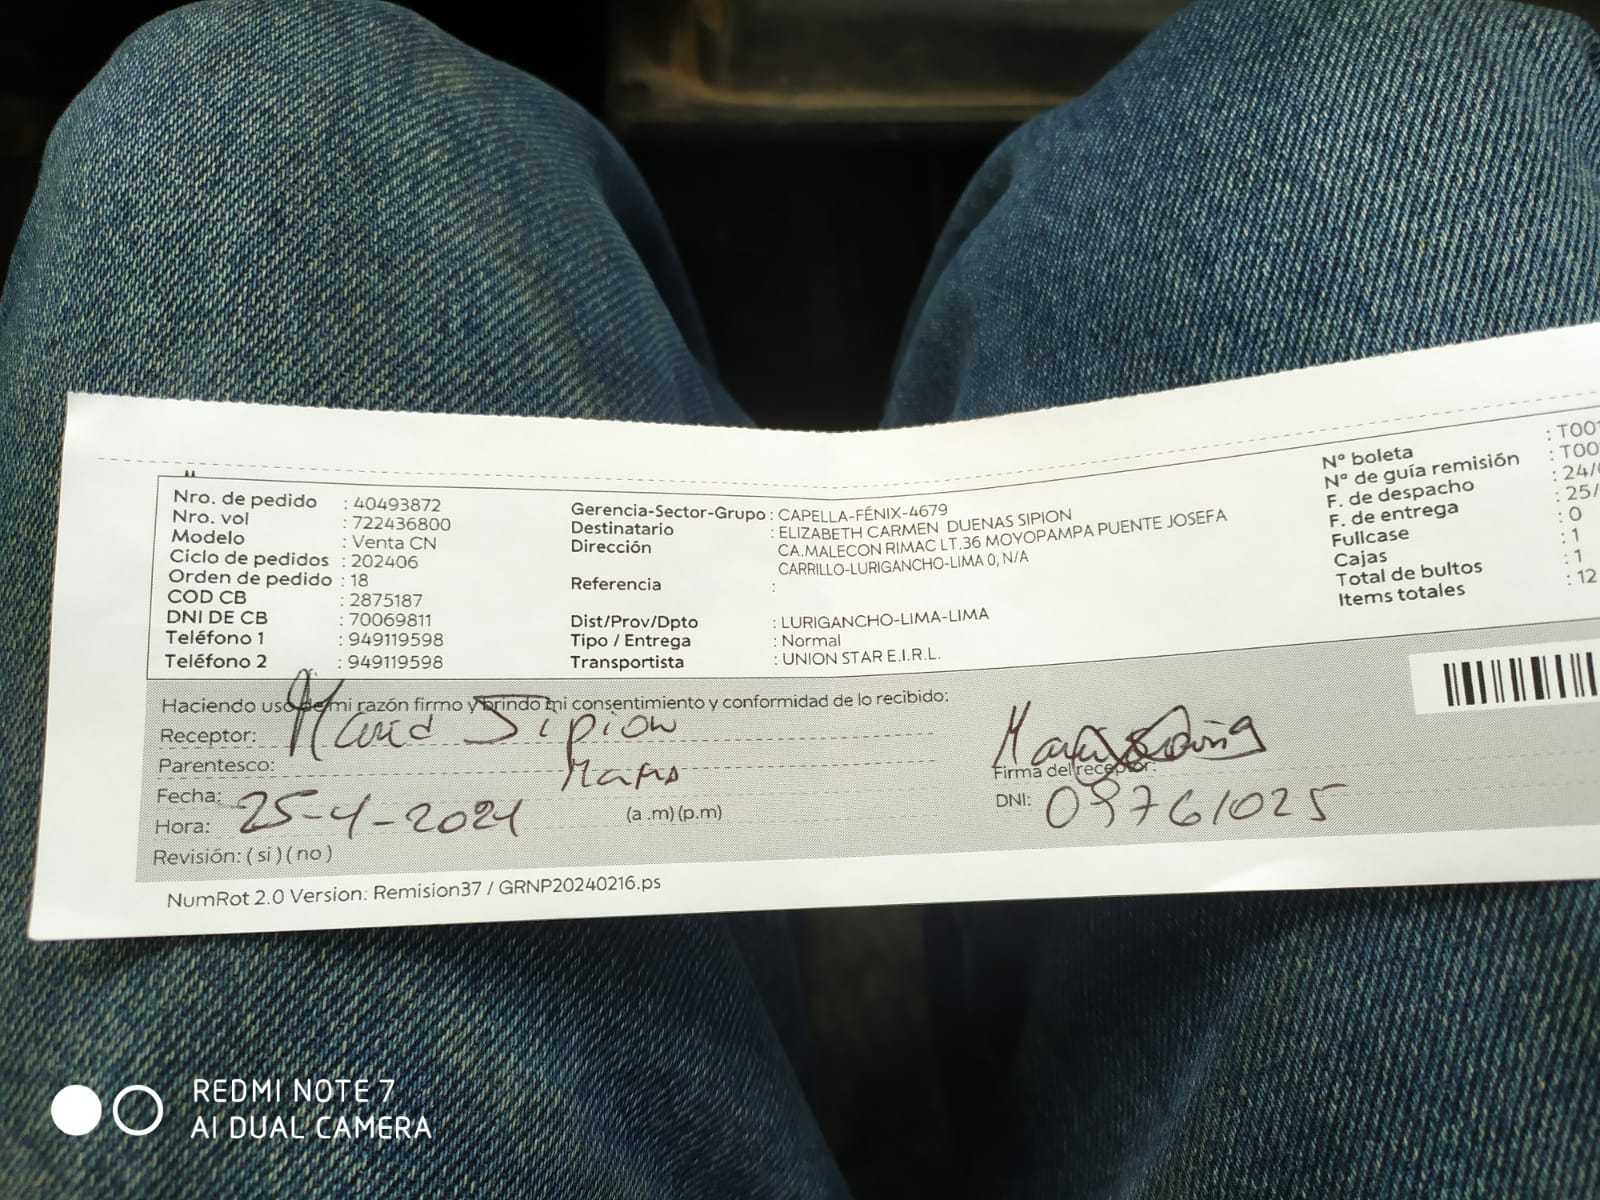 Nro. de pedido : 40493872
Nro. vol : 722436800
Modelo : Venta CN
Ciclo de pedidos : 202406
Orden de pedido : 18
COD CB : 2875187
DNI DE CB : 70069811
Teléfono 1 : 949119598
Teléfono 2 : 949119598
Gerencia-Sector-Grupo : CAPELLA-FÉNIX-4679
Destinatario : ELIZABETH CARMEN DUENAS SIPION
Dirección CA.MALECON RIMAC LT.36 MOYOPAMPA PUENTE JOSEFA
CARRILLO-LURIGANCHO-LIMA 0, N/A
Referencia :
Dist/Prov/Dpto : LURIGANCHO-LIMA-LIMA
Tipo / Entrega : Normal
Transportista : UNION STAR E.I.R.L.
Nº boleta : T001
Nº de guía remisión : T00
F. de despacho : 24/
F. de entrega : 25/
Fullcase : 0
Cajas : 1
Total de bultos : 1
Items totales : 12
Haciendo uso de mi razón firmo y brindo mi consentimiento y conformidad de lo recibido:
Receptor: Maria Sipion
Parentesco:
Fecha: 25-4-2024
Hora: (a .m) (p.m)
Revisión: ( si ) ( no )
Firma del receptor:
DNI: 09761025
NumRot 2.0 Version: Remision37 / GRNP20240216.ps
REDMI NOTE 7
AI DUAL CAMERA